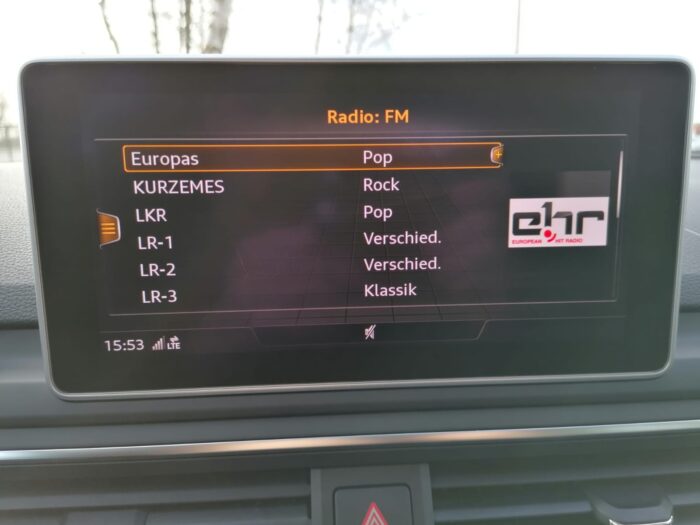 Radio: FM
Europas Pop
KURZEMES Rock
LKR Pop
LR-1 Verschied.
LR-2 Verschied.
LR-3 Klassik
ehr
EUROPEAN HIT RADIO
15:53 LTE